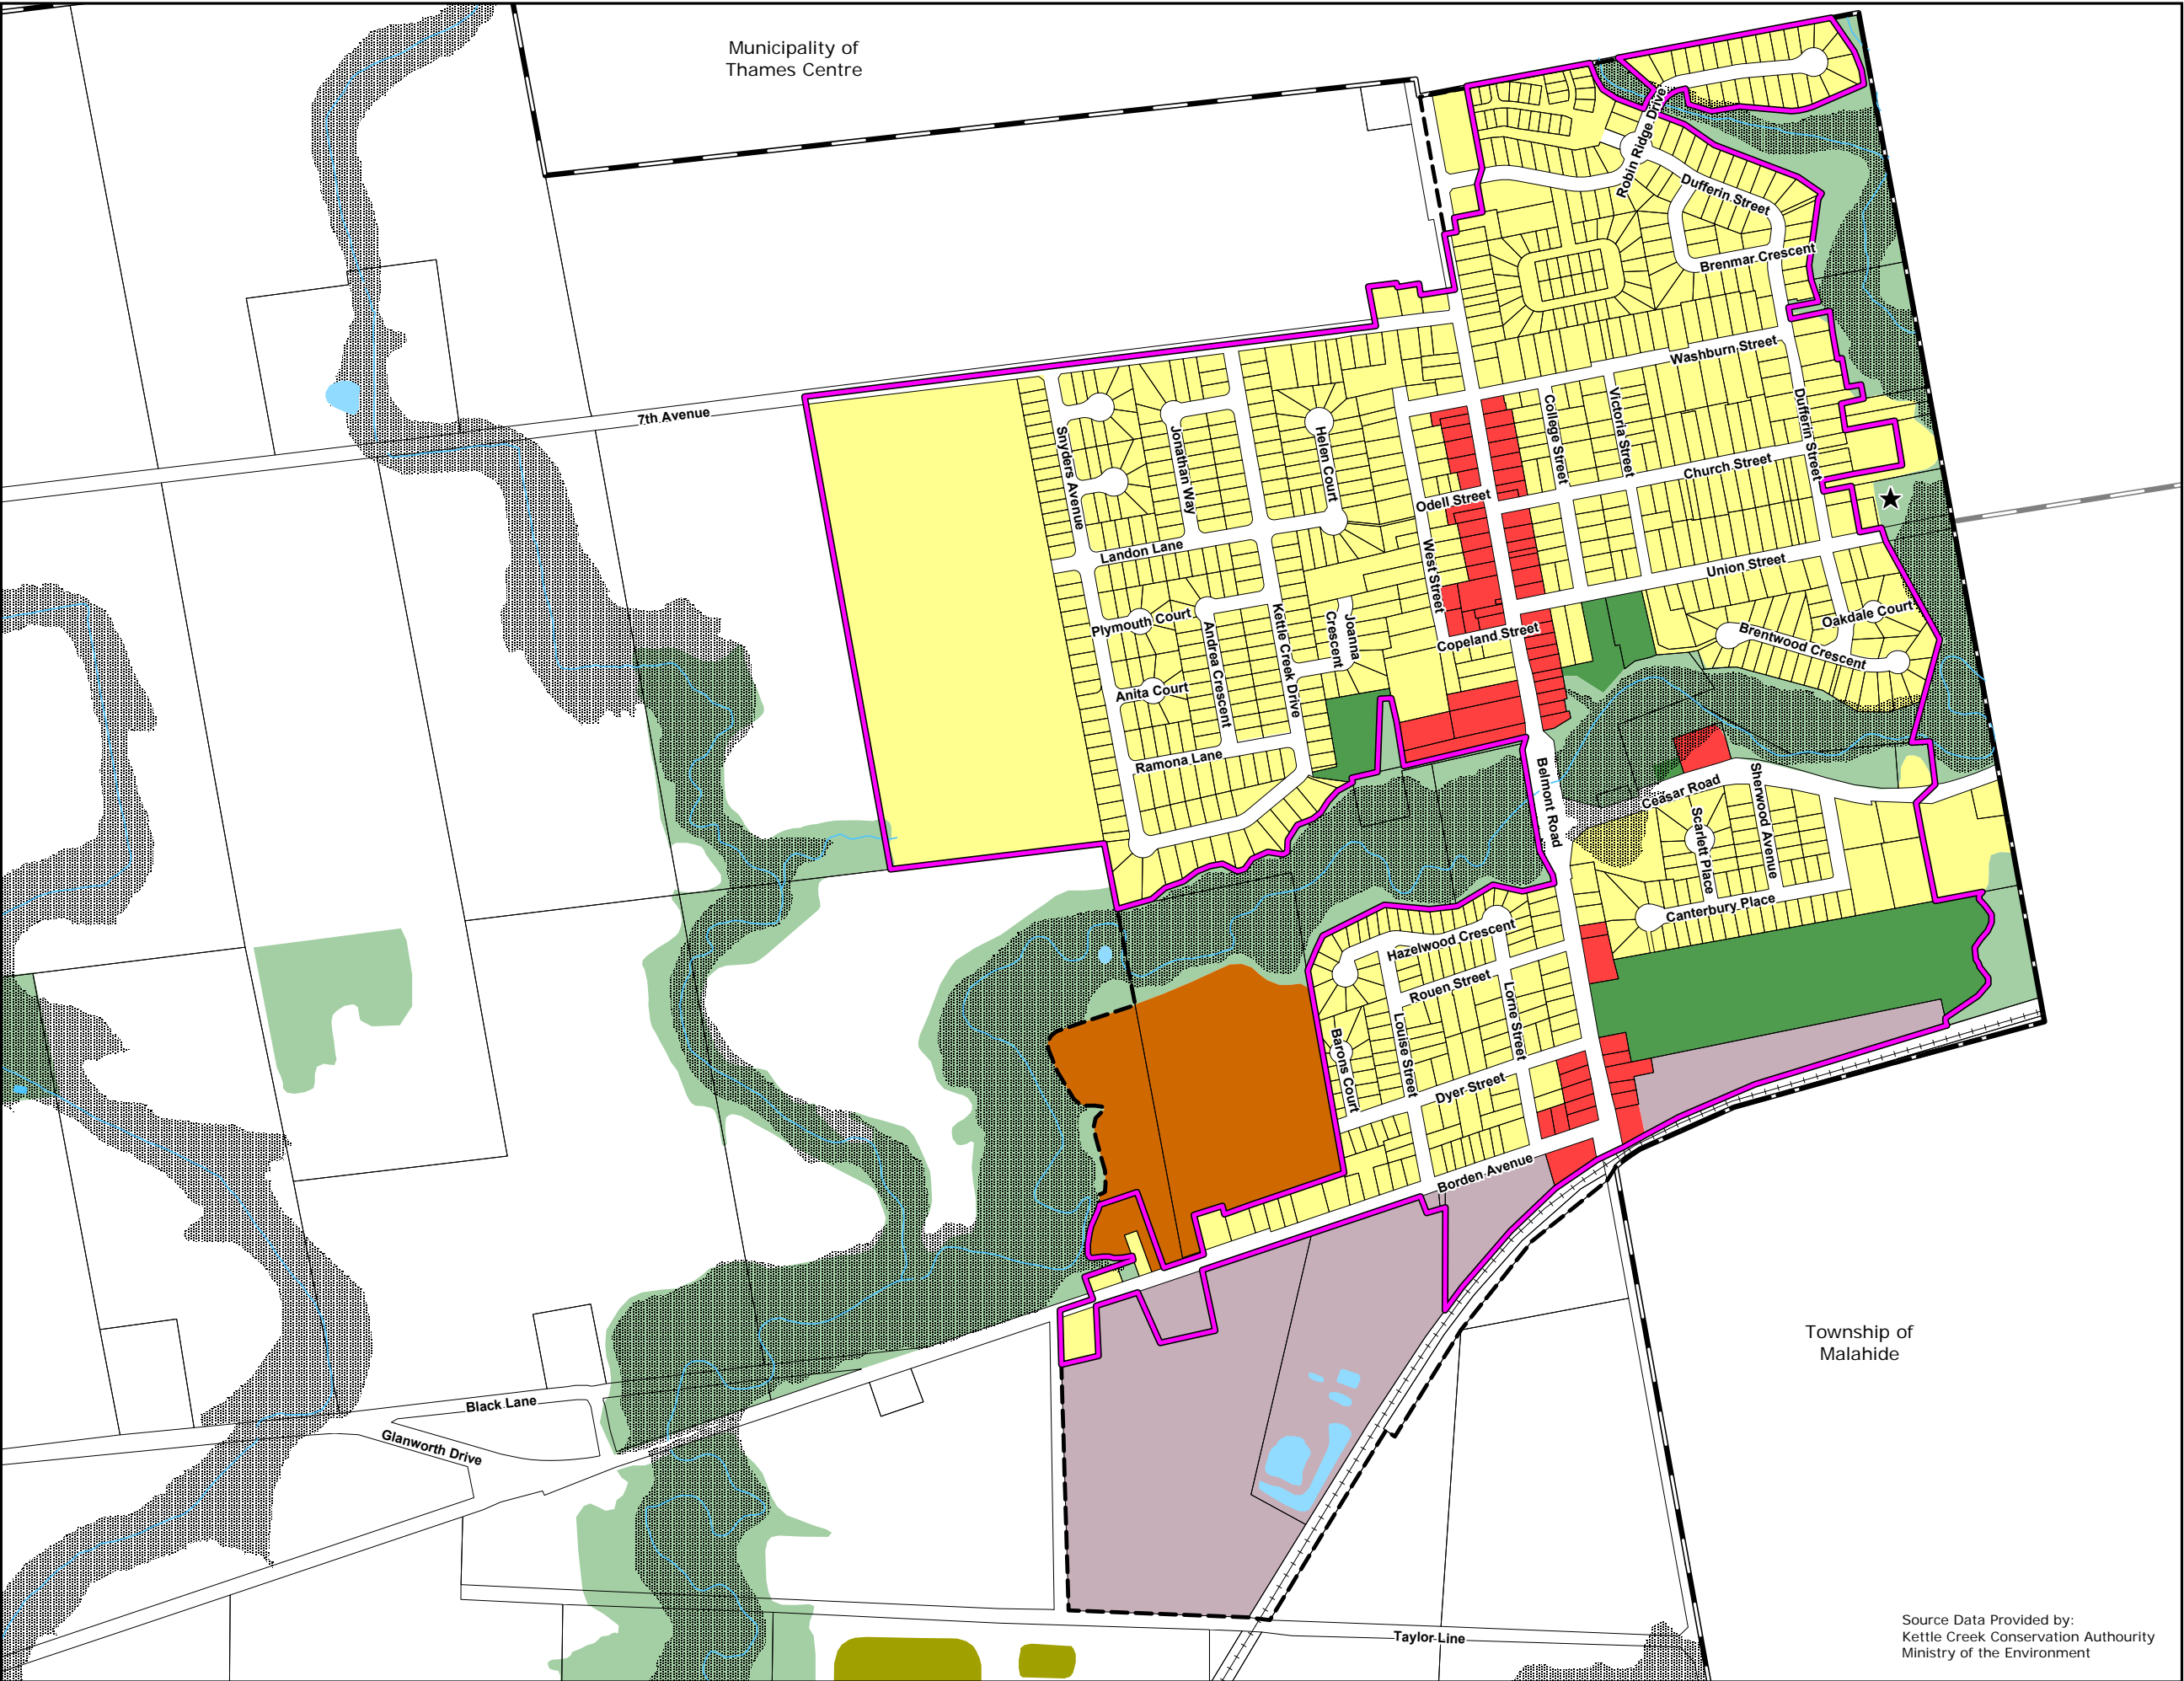 Municipality of
Thames Centre
Robin Ridge Drive
Dufferin Street
Brenmar Crescent
Washburn Street
7th Avenue
Snyders Avenue
Jonathan Way
Helen Court
College Street
Victoria Street
Dufferin Street
Church Street
Odell Street
Landon Lane
West Street
Union Street
Plymouth Court
Andrea Crescent
Kettle Creek Drive
Joanna
Crescent
Copeland Street
Oakdale Court
Brentwood Crescent
Anita Court
Ramona Lane
Belmont Road
Ceasar Road
Sherwood Avenue
Scarlett Place
Canterbury Place
Hazelwood Crescent
Rouen Street
Lorne Street
Louise Street
Barons Court
Dyer Street
Borden Avenue
Township of
Malahide
Black Lane
Glanworth Drive
Taylor Line
Source Data Provided by:
Kettle Creek Conservation Authourity
Ministry of the Environment